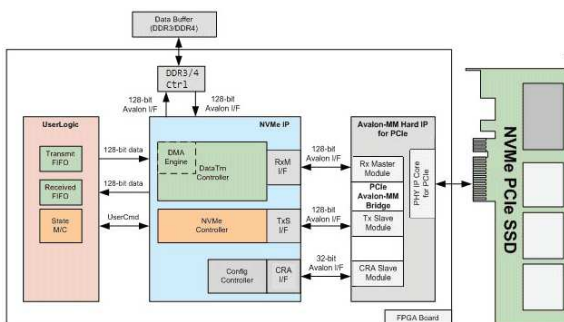 Data Buffer
(DDR3/DDR4)
DDR3/4
Ctrl
128-bit
Avalon I/F
128-bit
Avalon I/F
UserLogic
NVMe IP
Avalon-MM Hard IP
for PCIe
Transmit
FIFO
128-bit data
DMA
Engine
DataTrn
Controller
RxM
I/F
128-bit
Avalon I/F
Rx Master
Module
Received
FIFO
128-bit data
PCIe
Avalon-MM
Bridge
PHY IP Core
for PCIe
State
M/C
UserCmd
NVMe
Controller
TxS
I/F
128-bit
Avalon I/F
Tx Slave
Module
Config
Controller
CRA
I/F
32-bit
Avalon I/F
CRA Slave
Module
FPGA Board
NVMe PCIe SSD